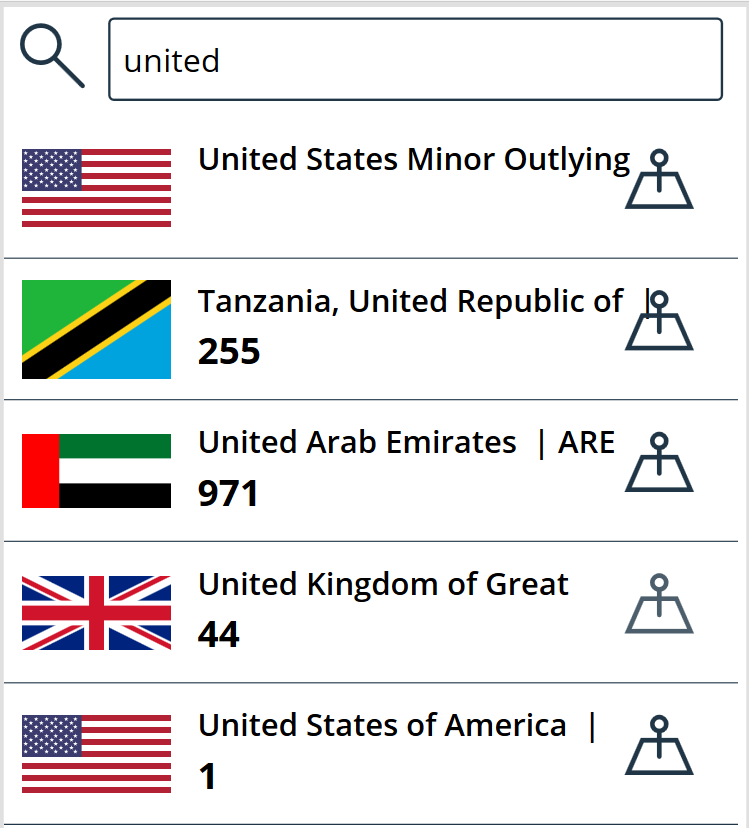 united
United States Minor Outlying
Tanzania, United Republic of |
255
United Arab Emirates | ARE
971
United Kingdom of Great
44
United States of America |
1